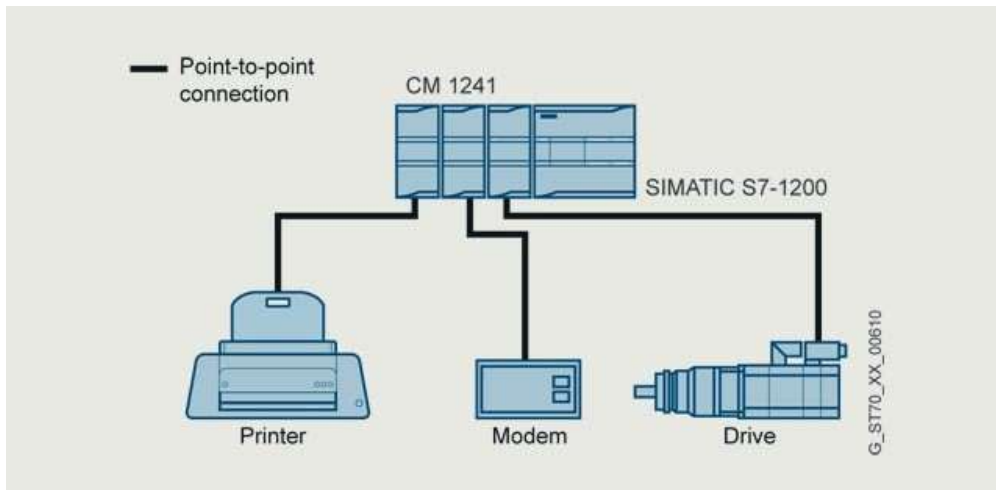 Point-to-point
connection
CM 1241
SIMATIC S7-1200
Printer
Modem
Drive
G_ST70_XX_00610